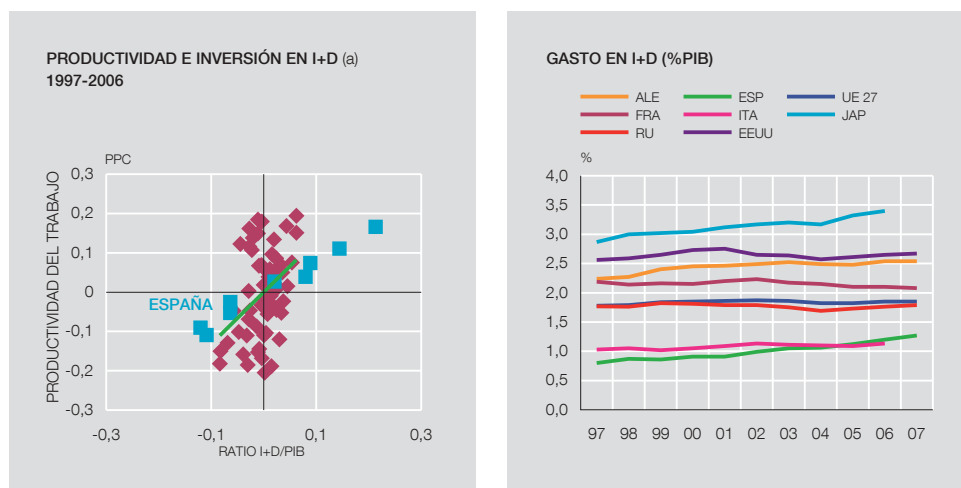 PRODUCTIVIDAD E INVERSIÓN EN I+D (a)
1997-2006
PPC
PRODUCTIVIDAD DEL TRABAJO
0,3
0,2
0,1
0
-0,1
-0,2
-0,3
ESPAÑA
-0,3
-0,1
0,1
0,3
RATIO I+D/PIB
GASTO EN I+D (%PIB)
ALE
ESP
UE 27
FRA
ITA
JAP
RU
EEUU
%
4,0
3,5
3,0
2,5
2,0
1,5
1,0
0,5
0,0
97 98 99 00 01 02 03 04 05 06 07